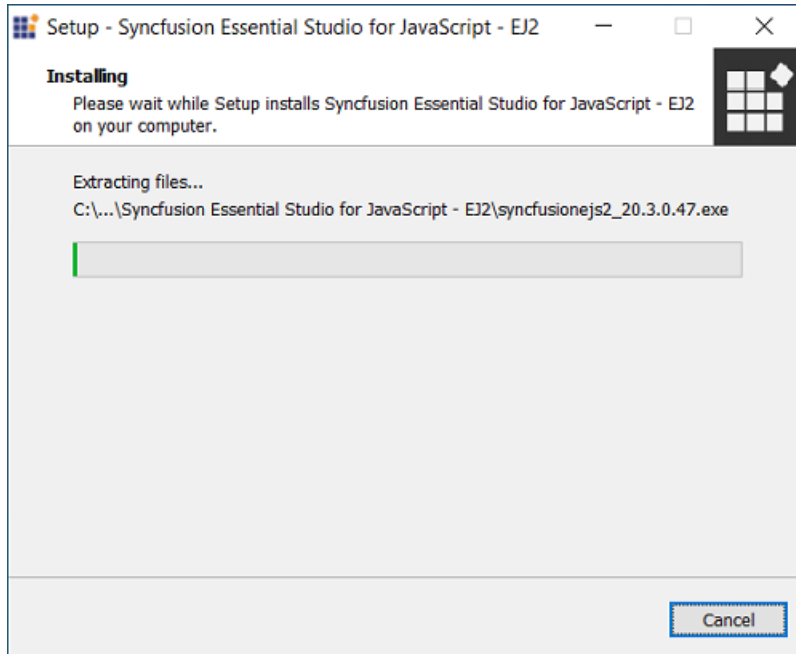 Setup - Syncfusion Essential Studio for JavaScript - EJ2
Installing
Please wait while Setup installs Syncfusion Essential Studio for JavaScript - EJ2
on your computer.
Extracting files...
C:\...\Syncfusion Essential Studio for JavaScript - EJ2\syncfusionejs2_20.3.0.47.exe
Cancel